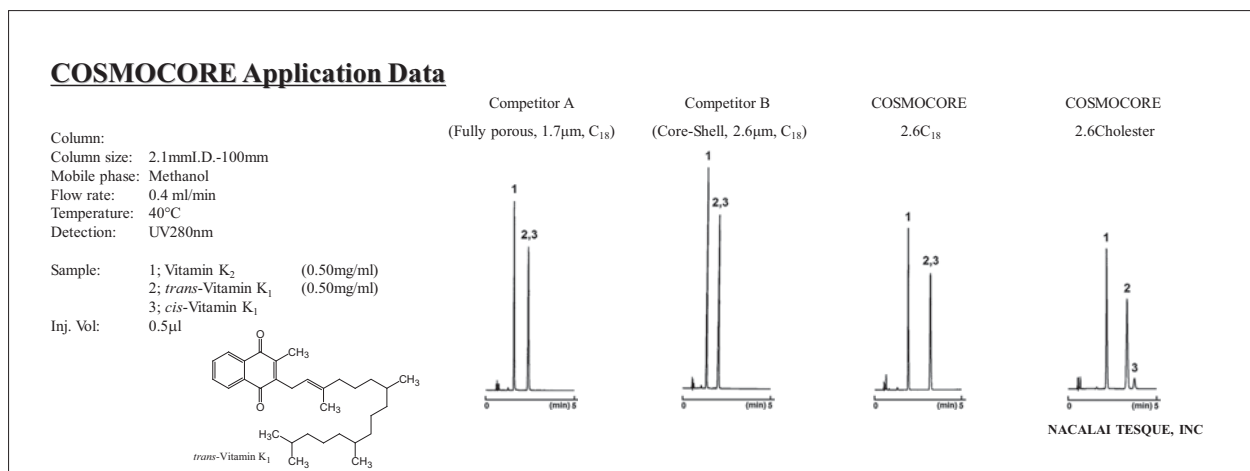 COSMOCORE Application Data
Column:
Column size: 2.1mmI.D.-100mm
Mobile phase: Methanol
Flow rate: 0.4 ml/min
Temperature: 40°C
Detection: UV280nm
Sample: 1; Vitamin K₂ (0.50mg/ml)
2; trans-Vitamin K₁ (0.50mg/ml)
3; cis-Vitamin K₁
Inj. Vol: 0.5μl
O
CH₃
O
CH₃
CH₃
H₃C
CH₃
CH₃
trans-Vitamin K₁
Competitor A
(Fully porous, 1.7μm, C₁₈)
1
2,3
0 (min) 5
Competitor B
(Core-Shell, 2.6μm, C₁₈)
1
2,3
0 (min) 5
COSMOCORE
2.6C₁₈
1
2,3
0 (min) 5
COSMOCORE
2.6Cholester
1
2
3
0 (min) 5
NACALAI TESQUE, INC